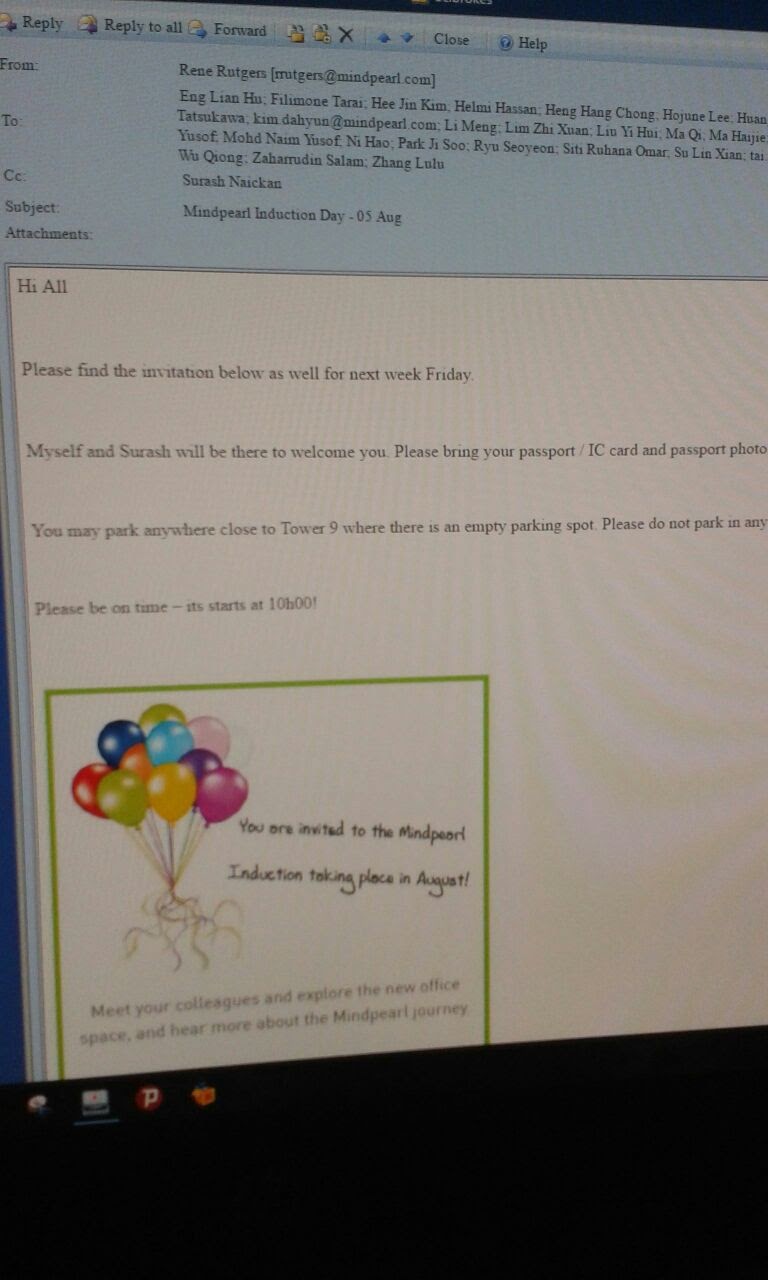 Reply Reply to all Forward Close Help
From: Rene Rutgers [rrutgers@mindpearl.com]
Eng Lian Hu; Filimone Tarai; Hee Jin Kim; Helmi Hassan; Heng Hang Chong; Hojune Lee; Huan
To: Tatsukawa; kim.dahyun@mindpearl.com; Li Meng; Lim Zhi Xuan; Liu Yi Hui; Ma Qi; Ma Haijie;
Yusof; Mohd Naim Yusof; Ni Hao; Park Ji Soo; Ryu Seoyeon; Siti Ruhana Omar; Su Lin Xian; tai
Wu Qiong; Zaharrudin Salam; Zhang Lulu
Cc: Surash Naickan
Subject: Mindpearl Induction Day - 05 Aug
Attachments:
Hi All
Please find the invitation below as well for next week Friday.
Myself and Surash will be there to welcome you. Please bring your passport / IC card and passport photo
You may park anywhere close to Tower 9 where there is an empty parking spot. Please do not park in any
Please be on time – its starts at 10h00!
You are invited to the Mindpearl
Induction taking place in August!
Meet your colleagues and explore the new office
space, and hear more about the Mindpearl journey